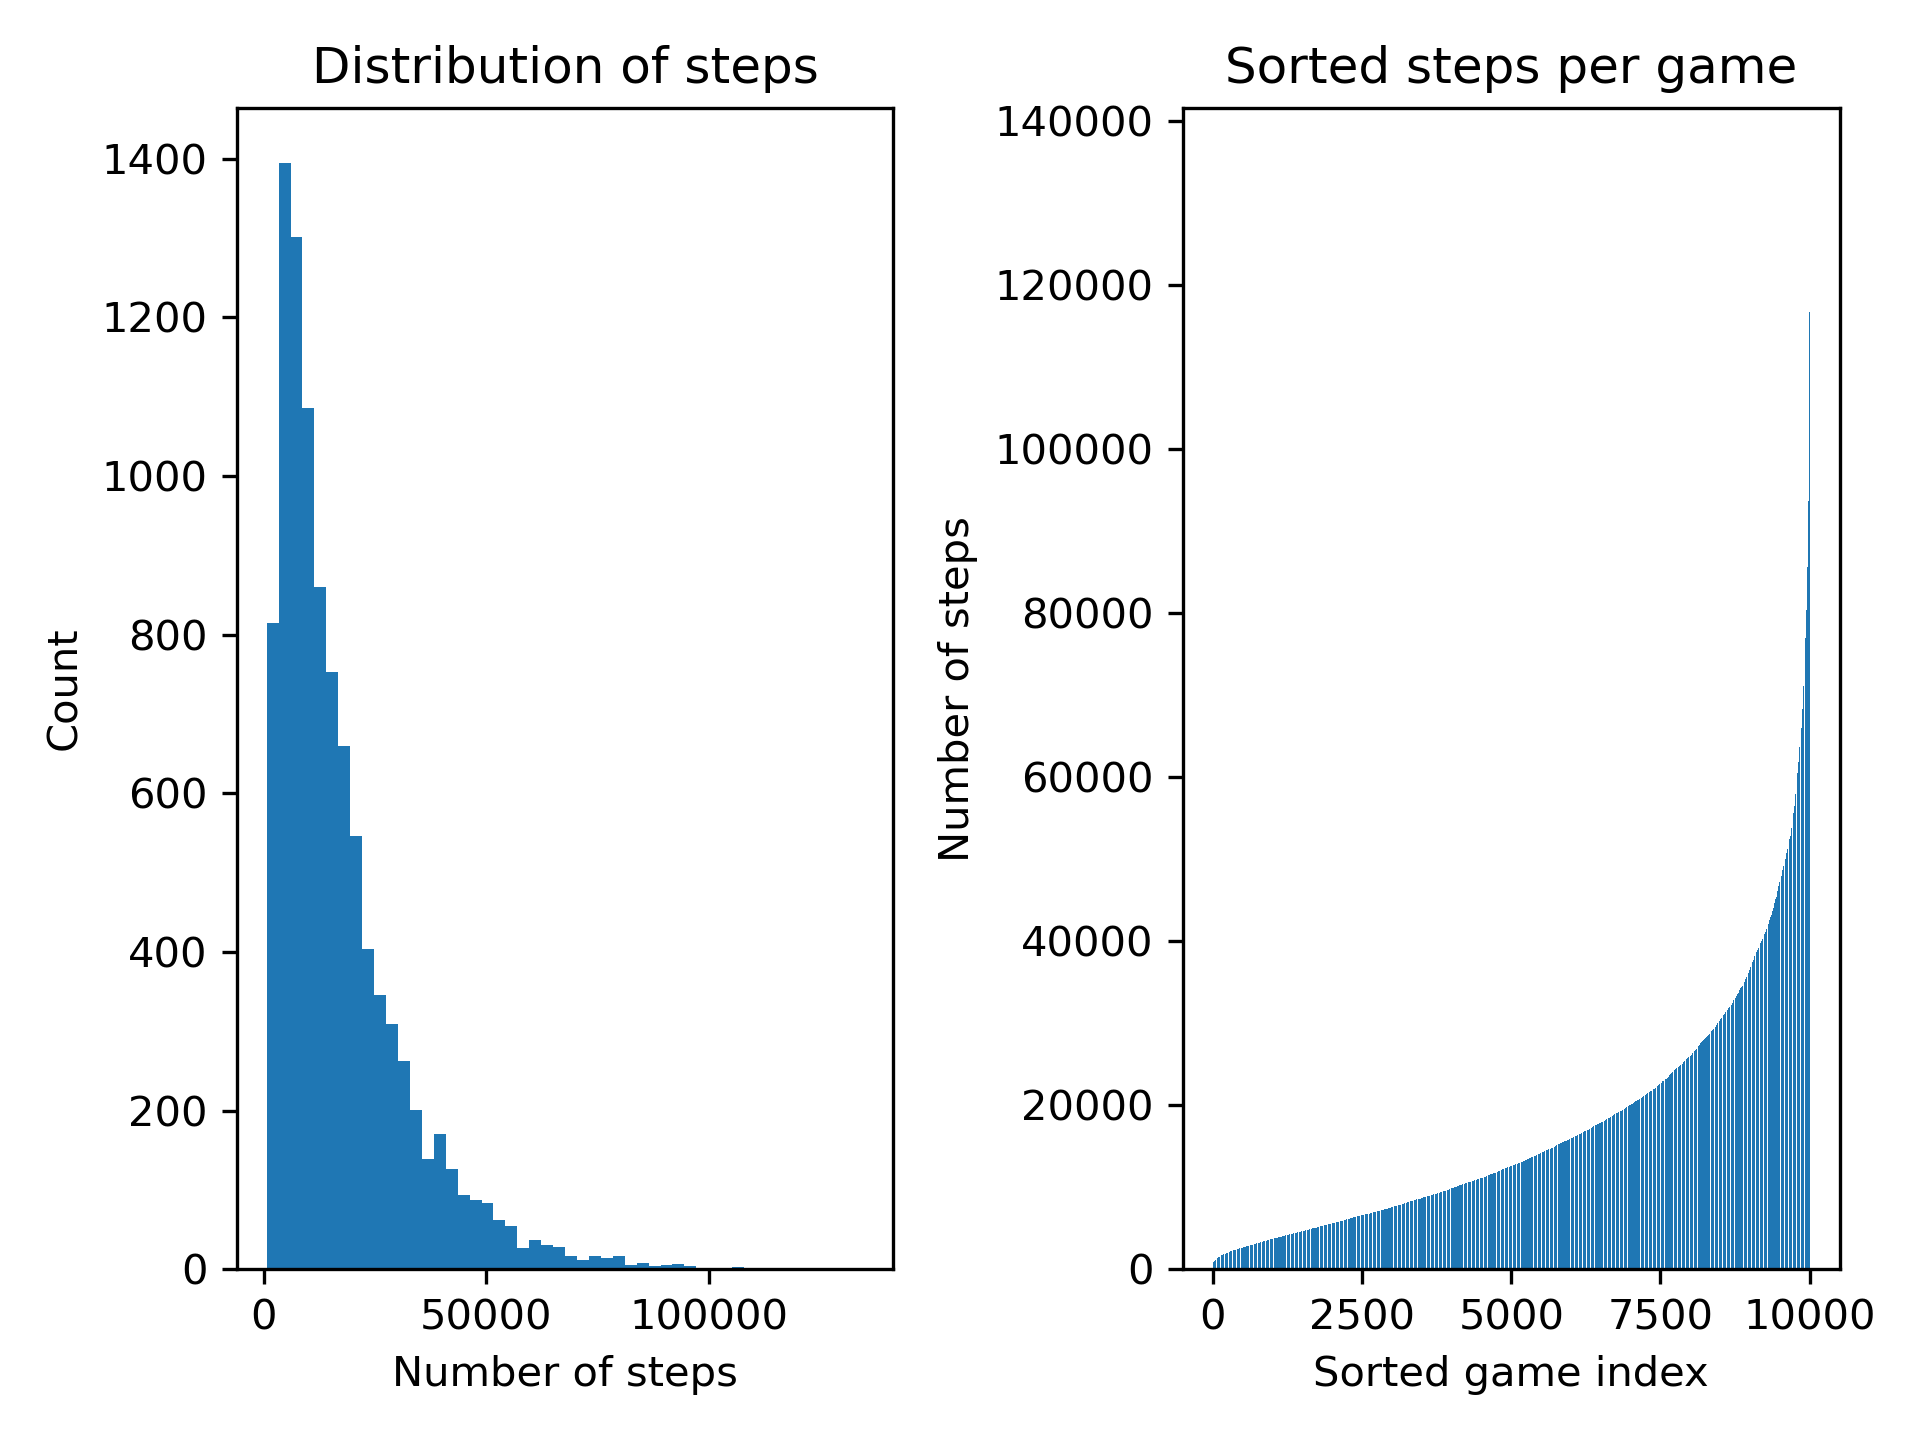 Distribution of steps
1400
1200
1000
800
600
400
200
0
Count
0 50000 100000
Number of steps
Sorted steps per game
140000
120000
100000
80000
60000
40000
20000
0
Number of steps
0 2500 5000 7500 10000
Sorted game index